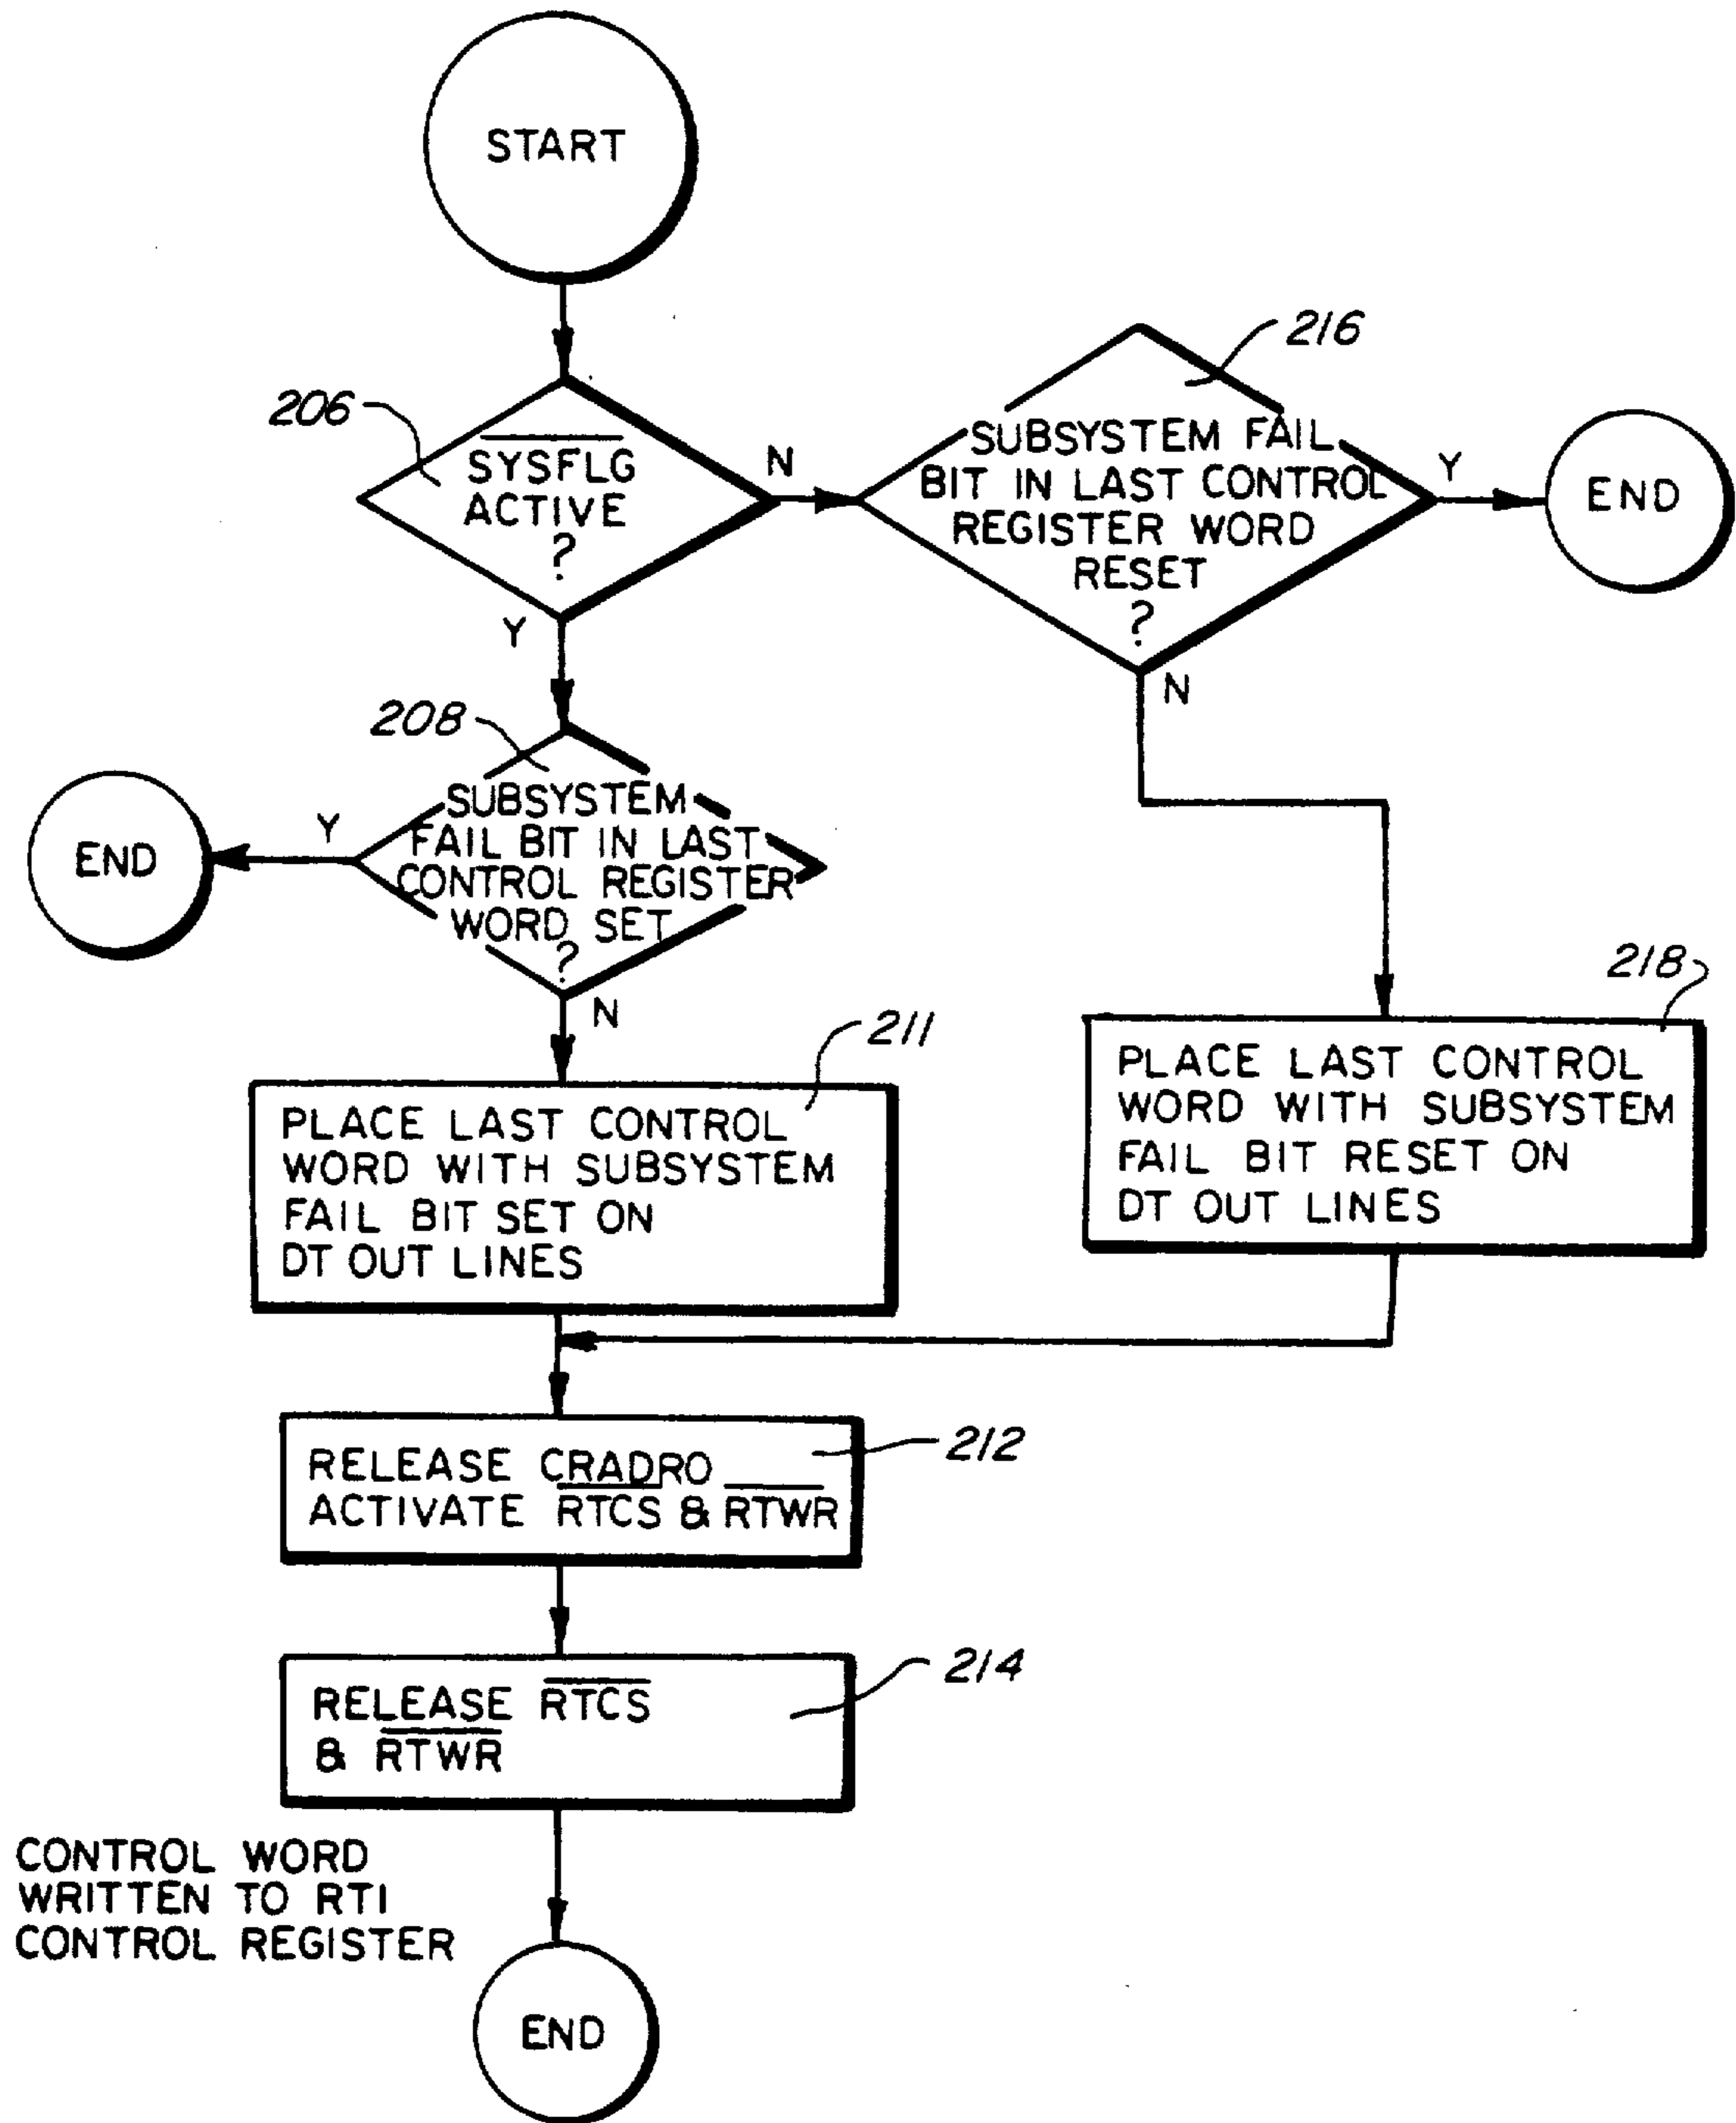 START
206
SYSFLG
ACTIVE
?
N
Y
216
SUBSYSTEM FAIL
BIT IN LAST CONTROL
REGISTER WORD
RESET
?
Y
END
N
208
SUBSYSTEM
FAIL BIT IN LAST
CONTROL REGISTER
WORD SET
?
Y
END
N
211
PLACE LAST CONTROL
WORD WITH SUBSYSTEM
FAIL BIT SET ON
DT OUT LINES
218
PLACE LAST CONTROL
WORD WITH SUBSYSTEM
FAIL BIT RESET ON
DT OUT LINES
212
RELEASE CRADRO
ACTIVATE RTCS & RTWR
214
RELEASE RTCS
& RTWR
CONTROL WORD
WRITTEN TO RTI
CONTROL REGISTER
END